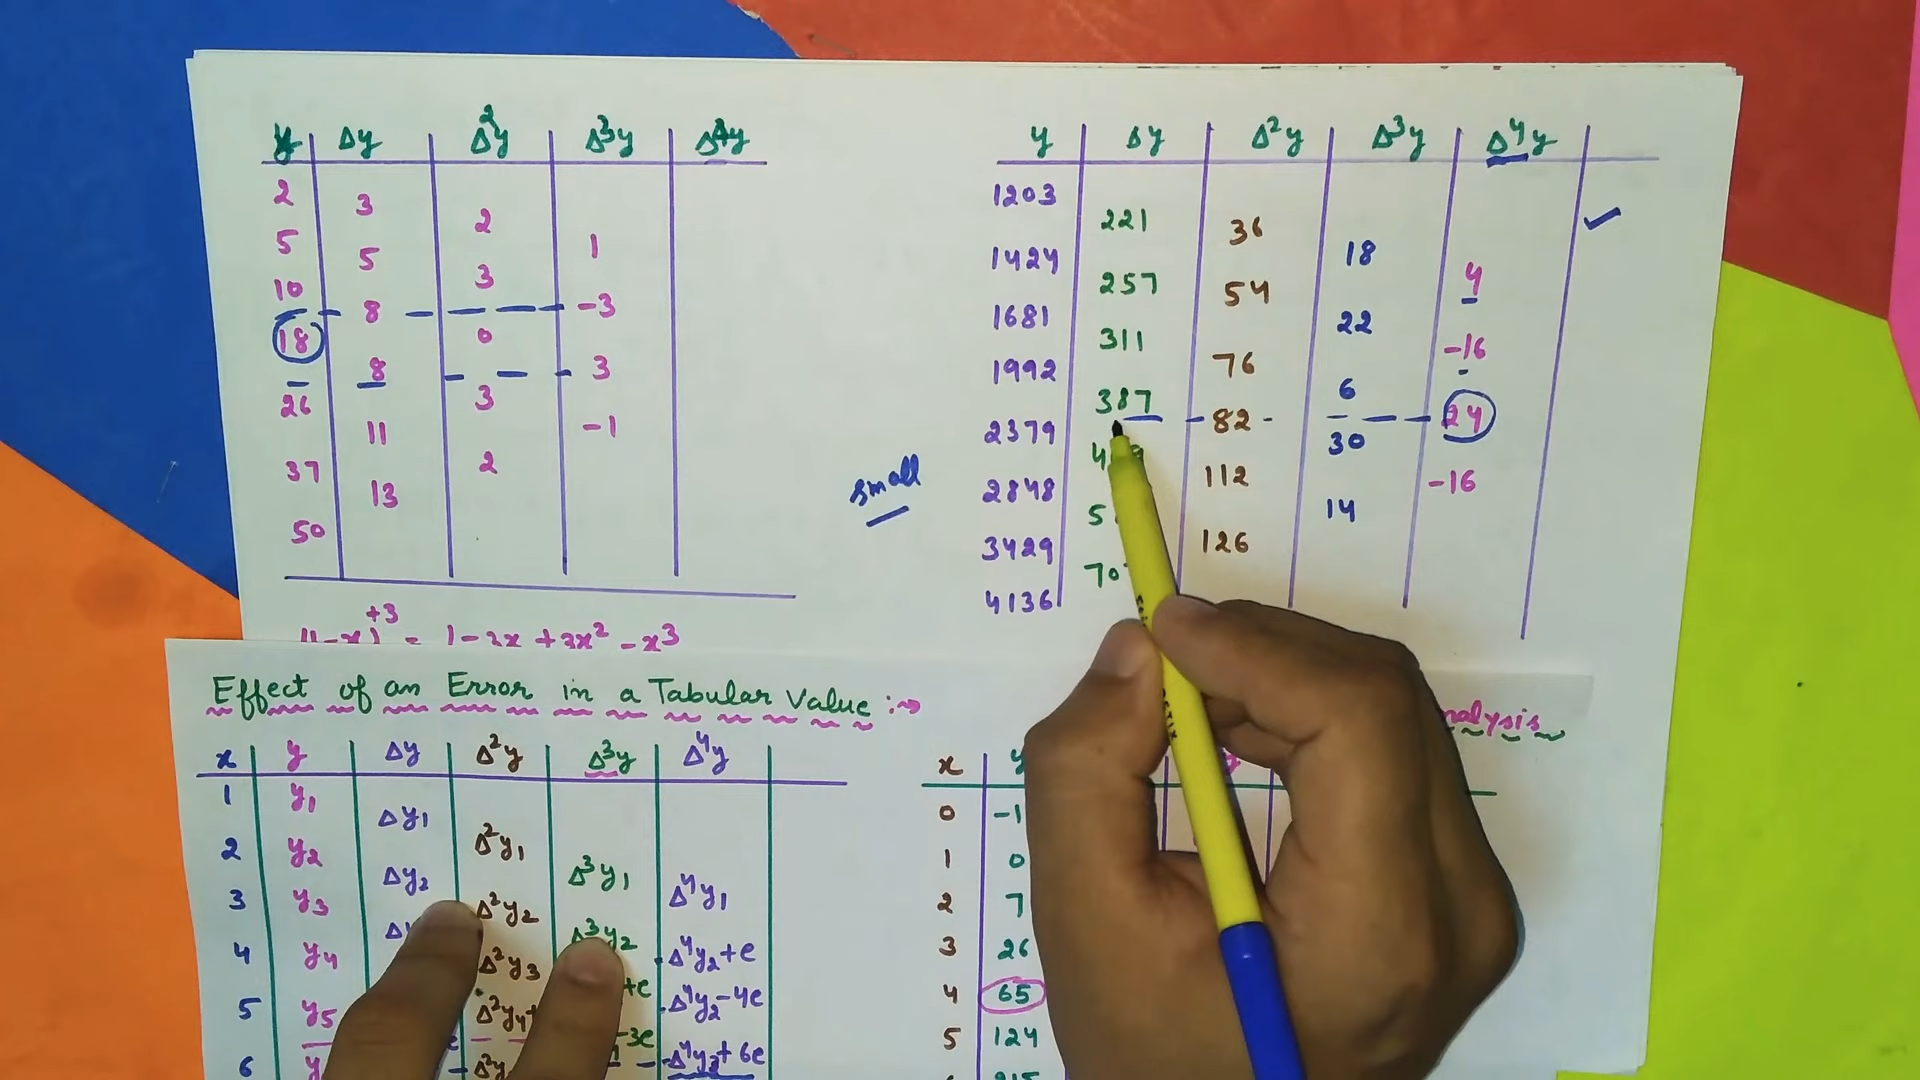 y Δy Δ²y Δ³y Δ⁴y
2 3 2
5 5 3 1
10 8 -3
18 0
8 3
26 3
11 -1
37 2
13
50
+3
(1-x) = 1-3x+3x²-x³
y Δy Δ²y Δ³y Δ⁴y
1203
221 36
1424 18
257 54 4
1681 22
311 -16
1992 76
387 6
82 24
2379 30
112 -16
2848 14
3429 126
4136
small
Effect of an Error in a Tabular Value :→
x y Δy Δ²y Δ³y Δ⁴y
1 y₁
Δy₁
2 y₂ Δ²y₁
Δy₂ Δ³y₁
3 y₃ Δ²y₂ Δ⁴y₁
Δ³y₂
4 y₄ Δ²y₃ Δ⁴y₂+e
+e
5 y₅ Δ²y₄+ Δ⁴y₂-4e
-3e
6 Δ⁴y₃+6e
x
0 -1
1 0
2 7
3 26
4 65
5 124